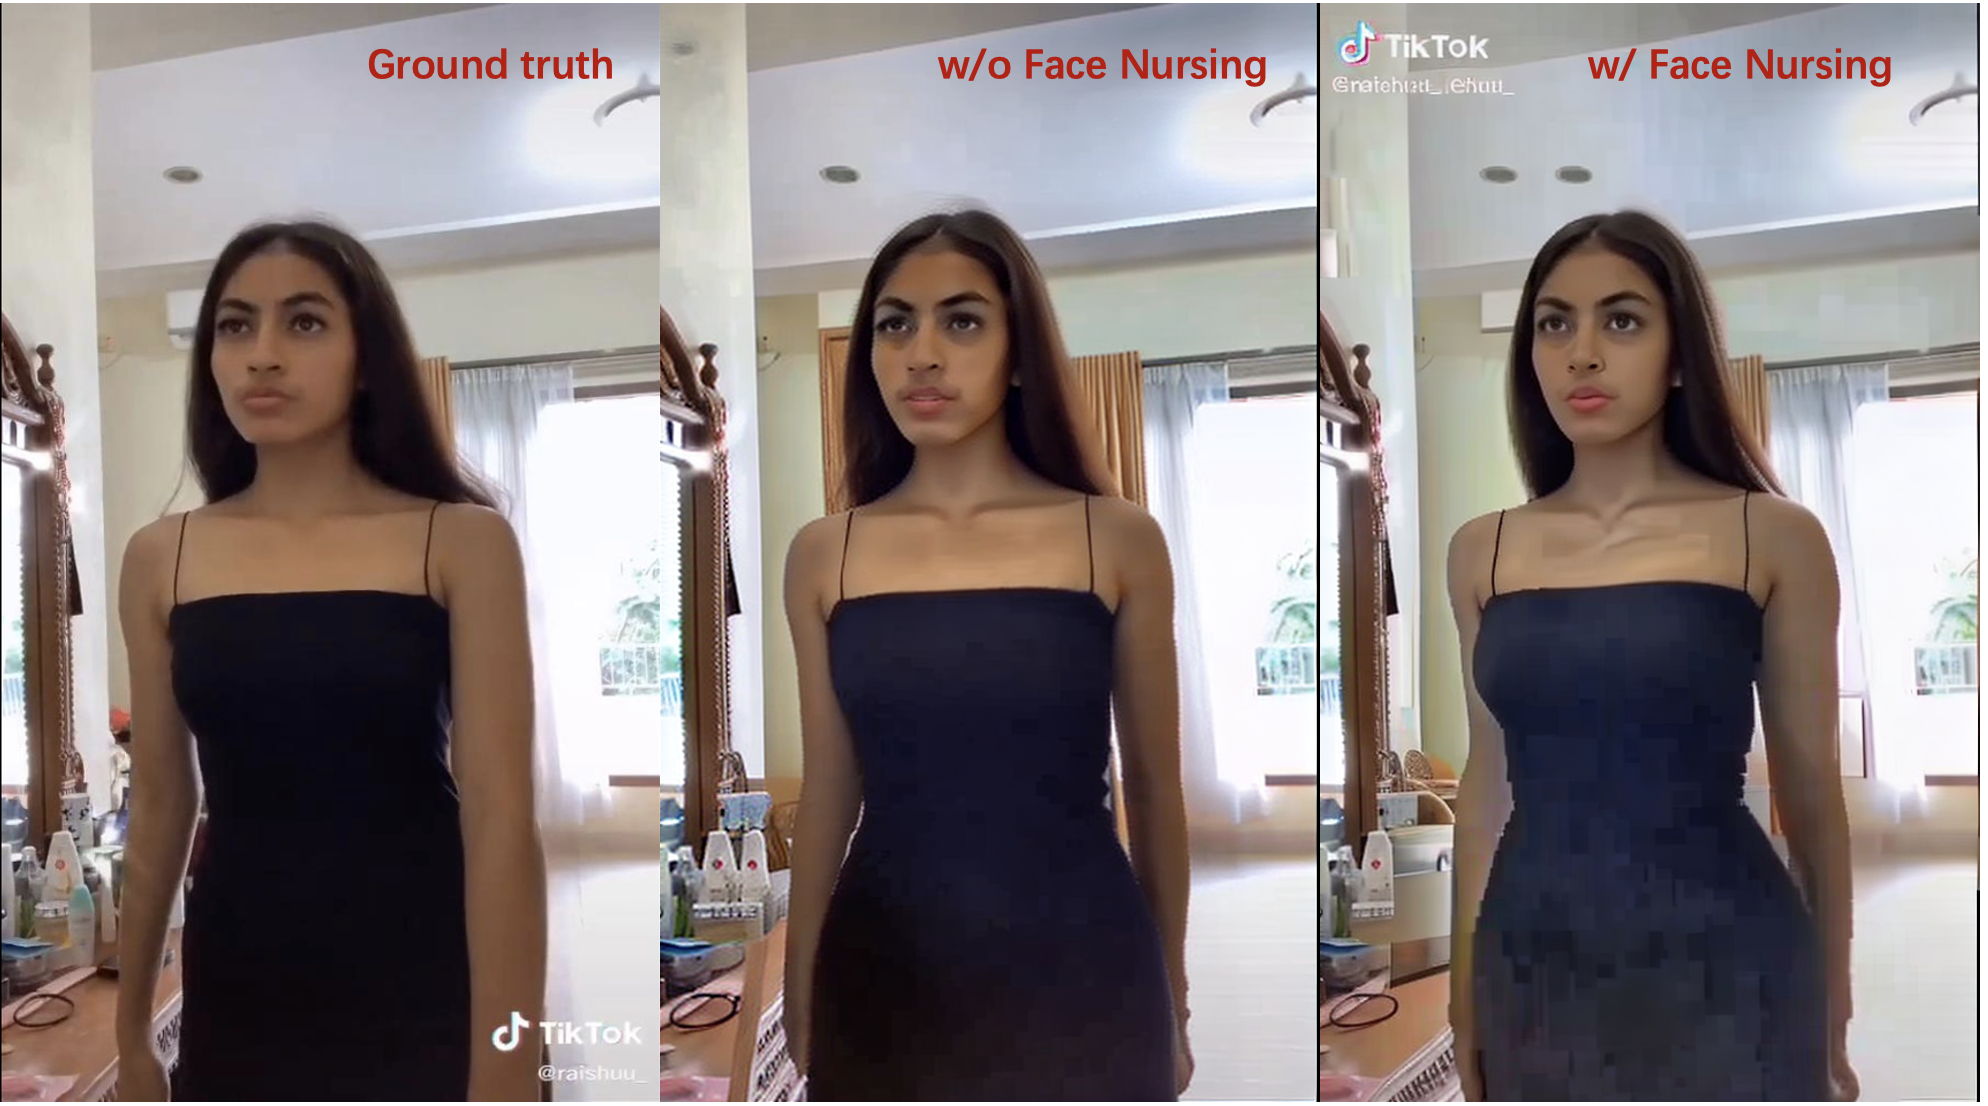 Ground truth
TikTok
@raishuu_
w/o Face Nursing
TikTok
w/ Face Nursing